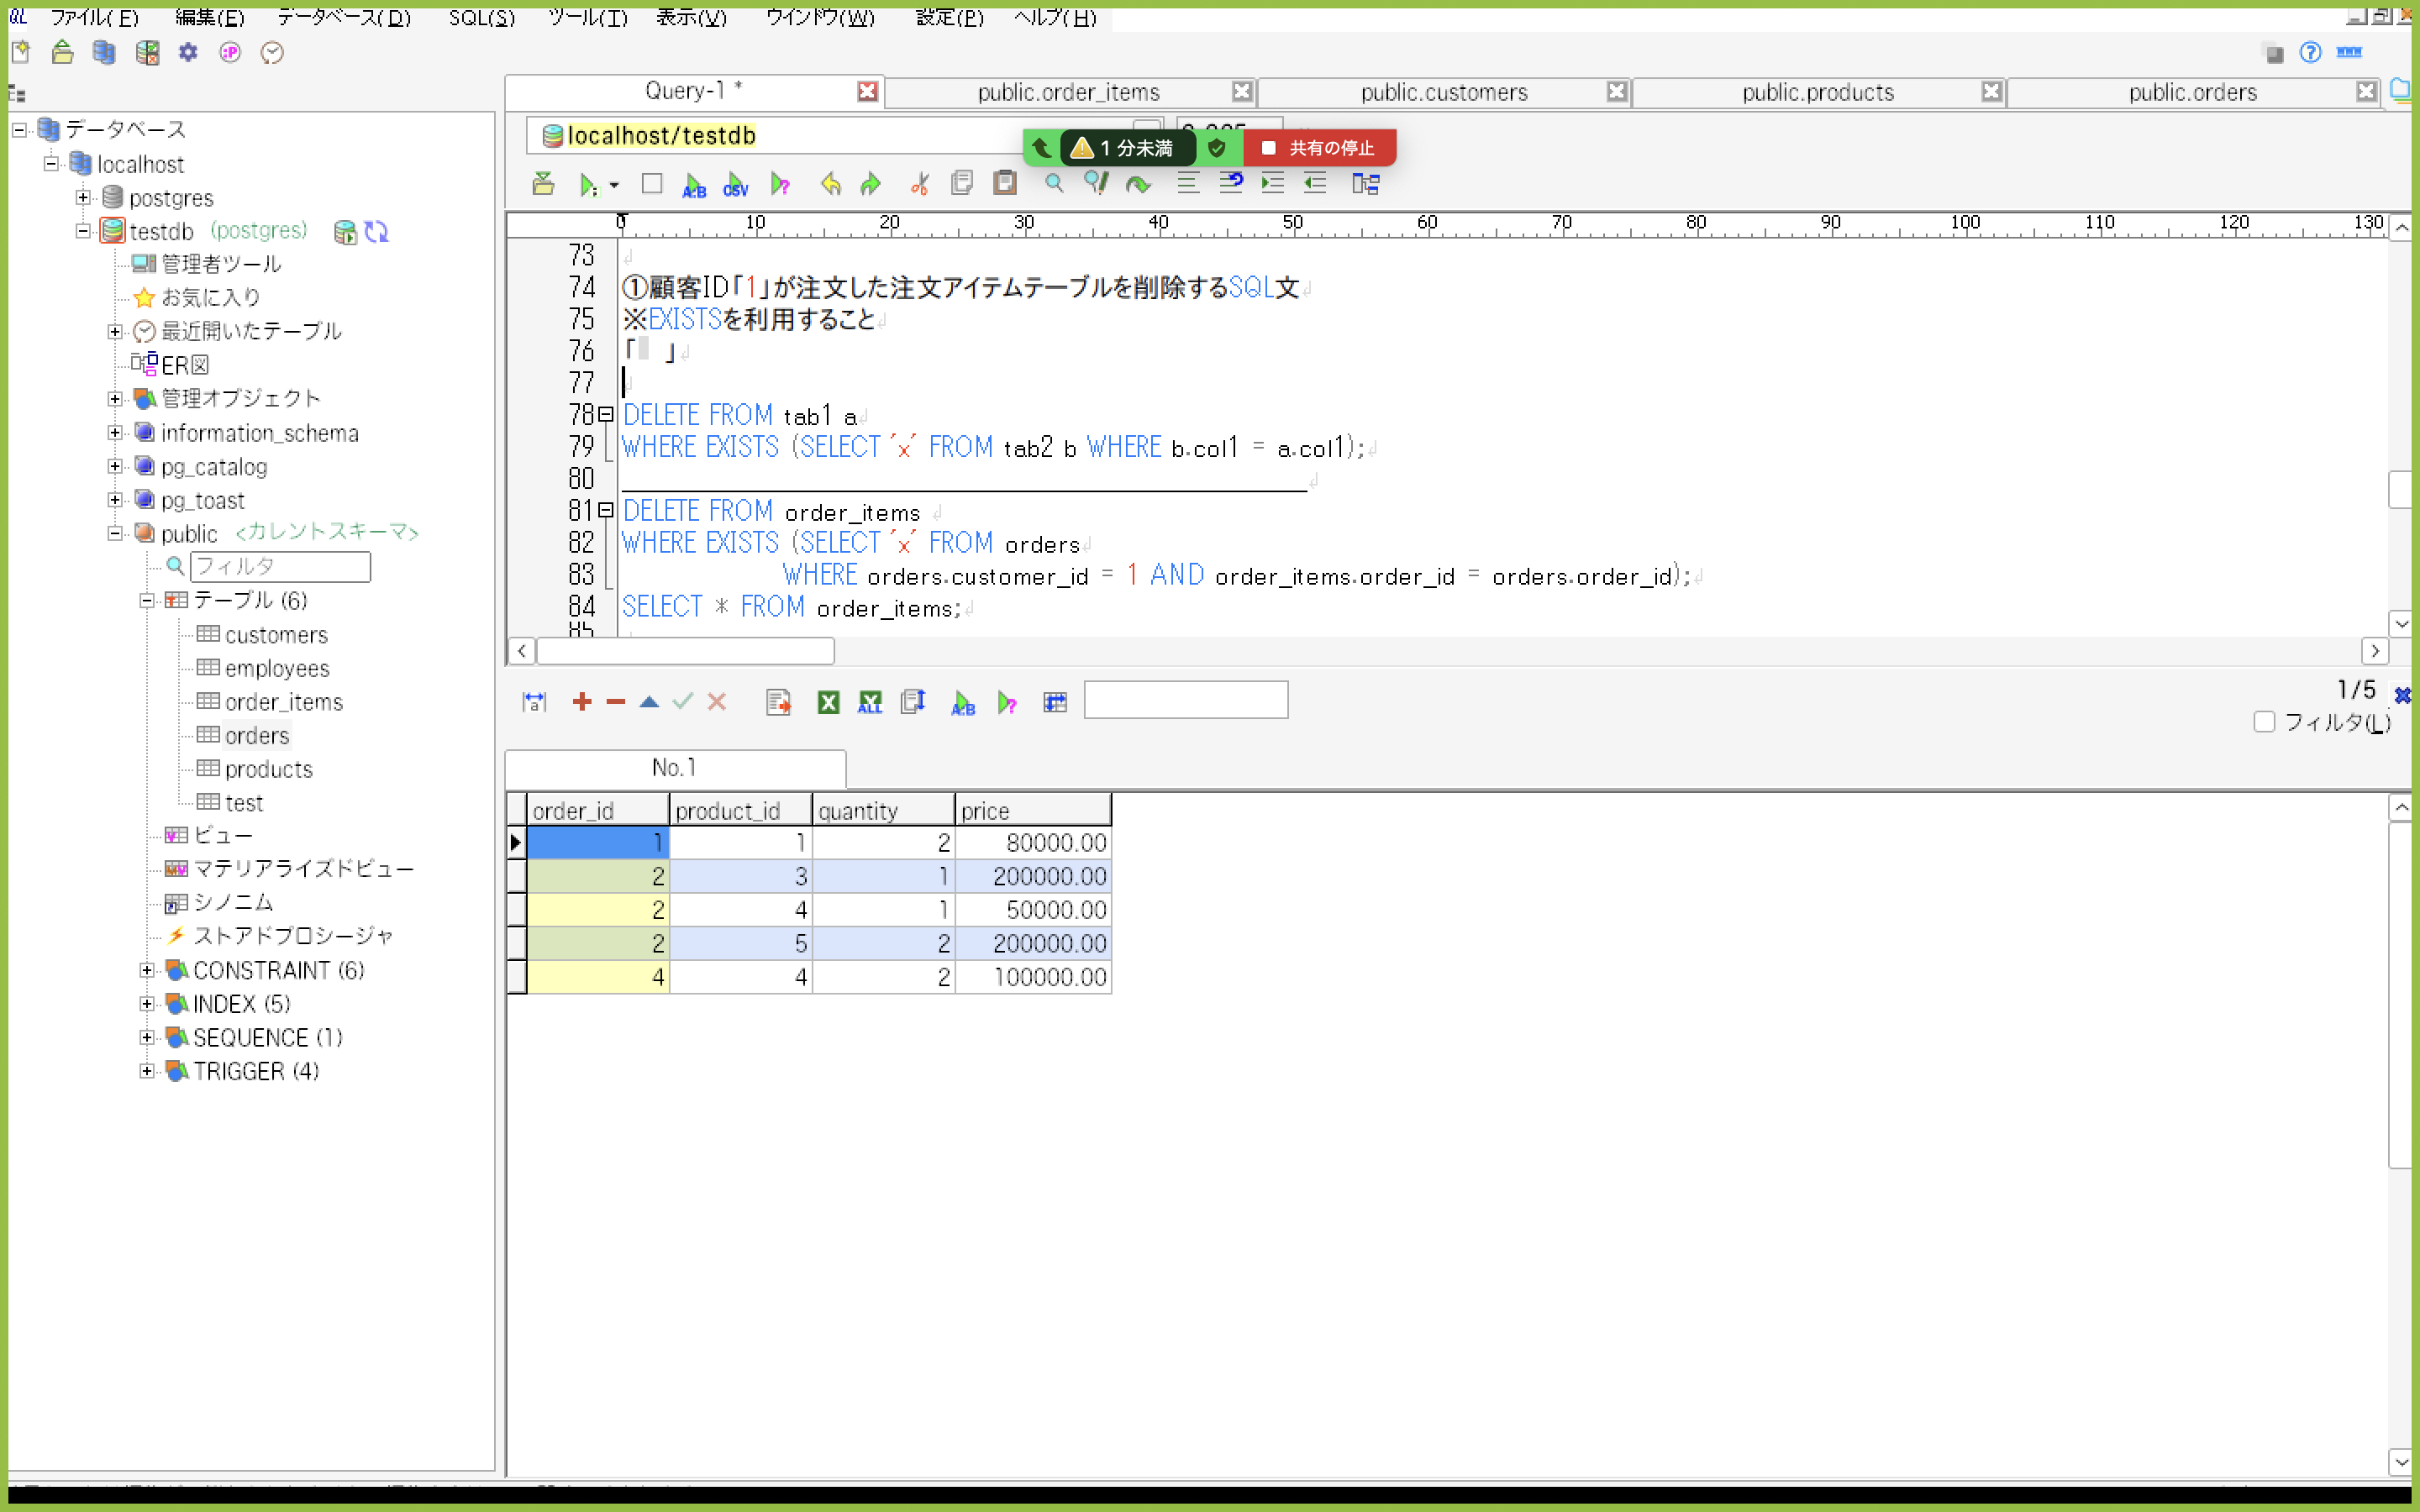 QL ファイル(F) 編集(E) データベース(D) SQL(S) ツール(T) 表示(V) ウインドウ(W) 設定(P) ヘルプ(H)
Query-1 * public.order_items public.customers public.products public.orders
localhost/testdb
1 分未満 共有の停止
A:B CSV
0 10 20 30 40 50 60 70 80 90 100 110 120 130
データベース
localhost
postgres
testdb (postgres)
管理者ツール
お気に入り
最近開いたテーブル
ER図
管理オブジェクト
information_schema
pg_catalog
pg_toast
public <カレントスキーマ>
フィルタ
テーブル (6)
customers
employees
order_items
orders
products
test
ビュー
マテリアライズドビュー
シノニム
ストアドプロシージャ
CONSTRAINT (6)
INDEX (5)
SEQUENCE (1)
TRIGGER (4)
73
74 ①顧客ID「1」が注文した注文アイテムテーブルを削除するSQL文
75 ※EXISTSを利用すること
76 「 」
77
78 DELETE FROM tab1 a
79 WHERE EXISTS (SELECT 'x' FROM tab2 b WHERE b.col1 = a.col1);
80
81 DELETE FROM order_items
82 WHERE EXISTS (SELECT 'x' FROM orders
83 WHERE orders.customer_id = 1 AND order_items.order_id = orders.order_id);
84 SELECT * FROM order_items;
85
ALL A:B
1/5
フィルタ(L)
No.1
order_id product_id quantity price
1 1 2 80000.00
2 3 1 200000.00
2 4 1 50000.00
2 5 2 200000.00
4 4 2 100000.00